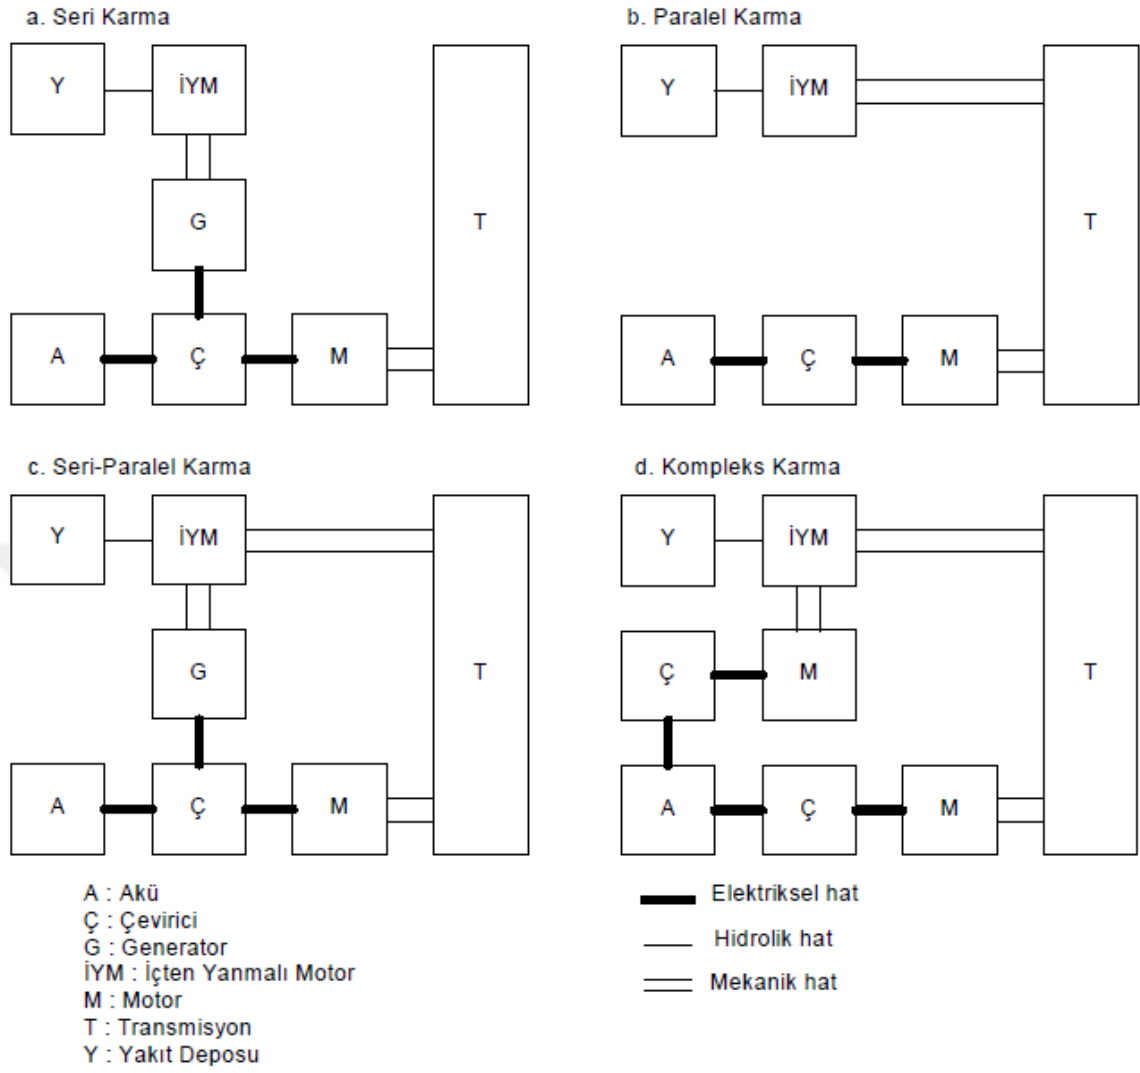 a. Seri Karma
Y
İYM
G
T
A
Ç
M
b. Paralel Karma
Y
İYM
T
A
Ç
M
c. Seri-Paralel Karma
Y
İYM
G
T
A
Ç
M
d. Kompleks Karma
Y
İYM
Ç
M
T
A
Ç
M
A : Akü
Ç : Çevirici
G : Generator
İYM : İçten Yanmalı Motor
M : Motor
T : Transmisyon
Y : Yakıt Deposu
Elektriksel hat
Hidrolik hat
Mekanik hat